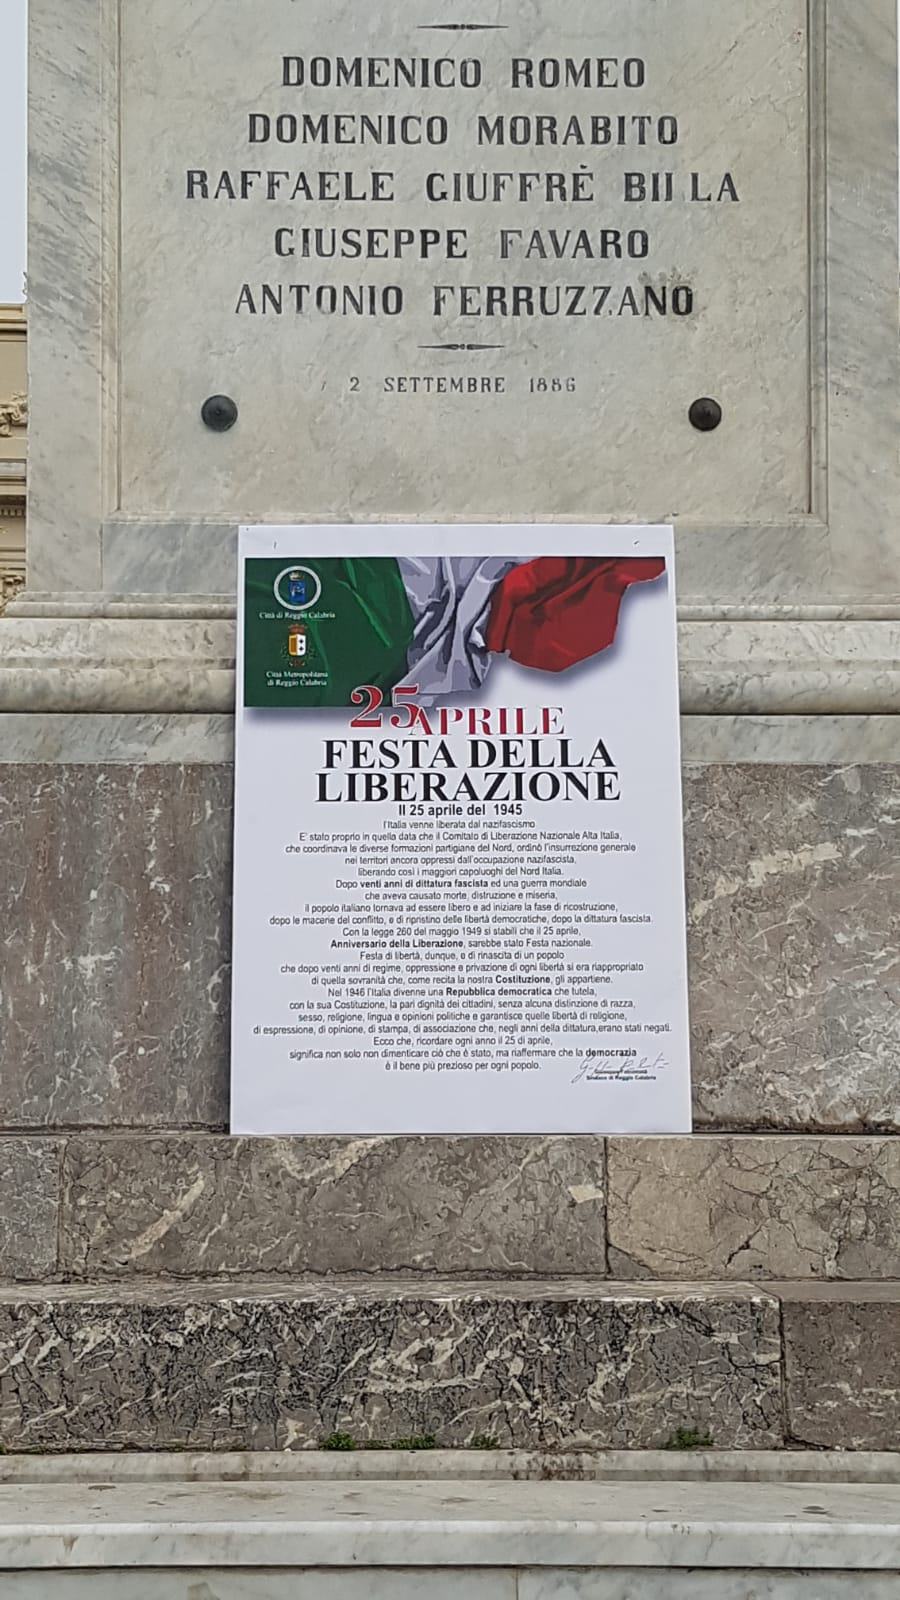 DOMENICO ROMEO
DOMENICO MORABITO
RAFFAELE GIUFFRÈ BILLA
GIUSEPPE FAVARO
ANTONIO FERRUZZANO
2 SETTEMBRE 1886
Città di Reggio Calabria
Città Metropolitana
di Reggio Calabria
25 APRILE
FESTA DELLA
LIBERAZIONE
Il 25 aprile del 1945
l'Italia venne liberata dal nazifascismo
E' stato proprio in quella data che il Comitato di Liberazione Nazionale Alta Italia,
che coordinava le diverse formazioni partigiane del Nord, ordinò l'insurrezione generale
nei territori ancora oppressi dall'occupazione nazifascista,
liberando così i maggiori capoluoghi del Nord Italia.
Dopo venti anni di dittatura fascista ed una guerra mondiale
che aveva causato morte, distruzione e miseria,
il popolo italiano tornava ad essere libero e ad iniziare la fase di ricostruzione,
dopo le macerie del conflitto, e di ripristino delle libertà democratiche, dopo la dittatura fascista.
Con la legge 260 del maggio 1949 si stabilì che il 25 aprile,
Anniversario della Liberazione, sarebbe stato Festa nazionale.
Festa di libertà, dunque, e di rinascita di un popolo
che dopo venti anni di regime, oppressione e privazione di ogni libertà si era riappropriato
di quella sovranità che, come recita la nostra Costituzione, gli appartiene.
Nel 1946 l'Italia divenne una Repubblica democratica che tutela,
con la sua Costituzione, la pari dignità dei cittadini, senza alcuna distinzione di razza,
sesso, religione, lingua e opinioni politiche e garantisce quelle libertà di religione,
di espressione, di opinione, di stampa, di associazione che, negli anni della dittatura,erano stati negati.
Ecco che, ricordare ogni anno il 25 di aprile,
significa non solo non dimenticare ciò che è stato, ma riaffermare che la democrazia
è il bene più prezioso per ogni popolo.
Sindaco di Reggio Calabria